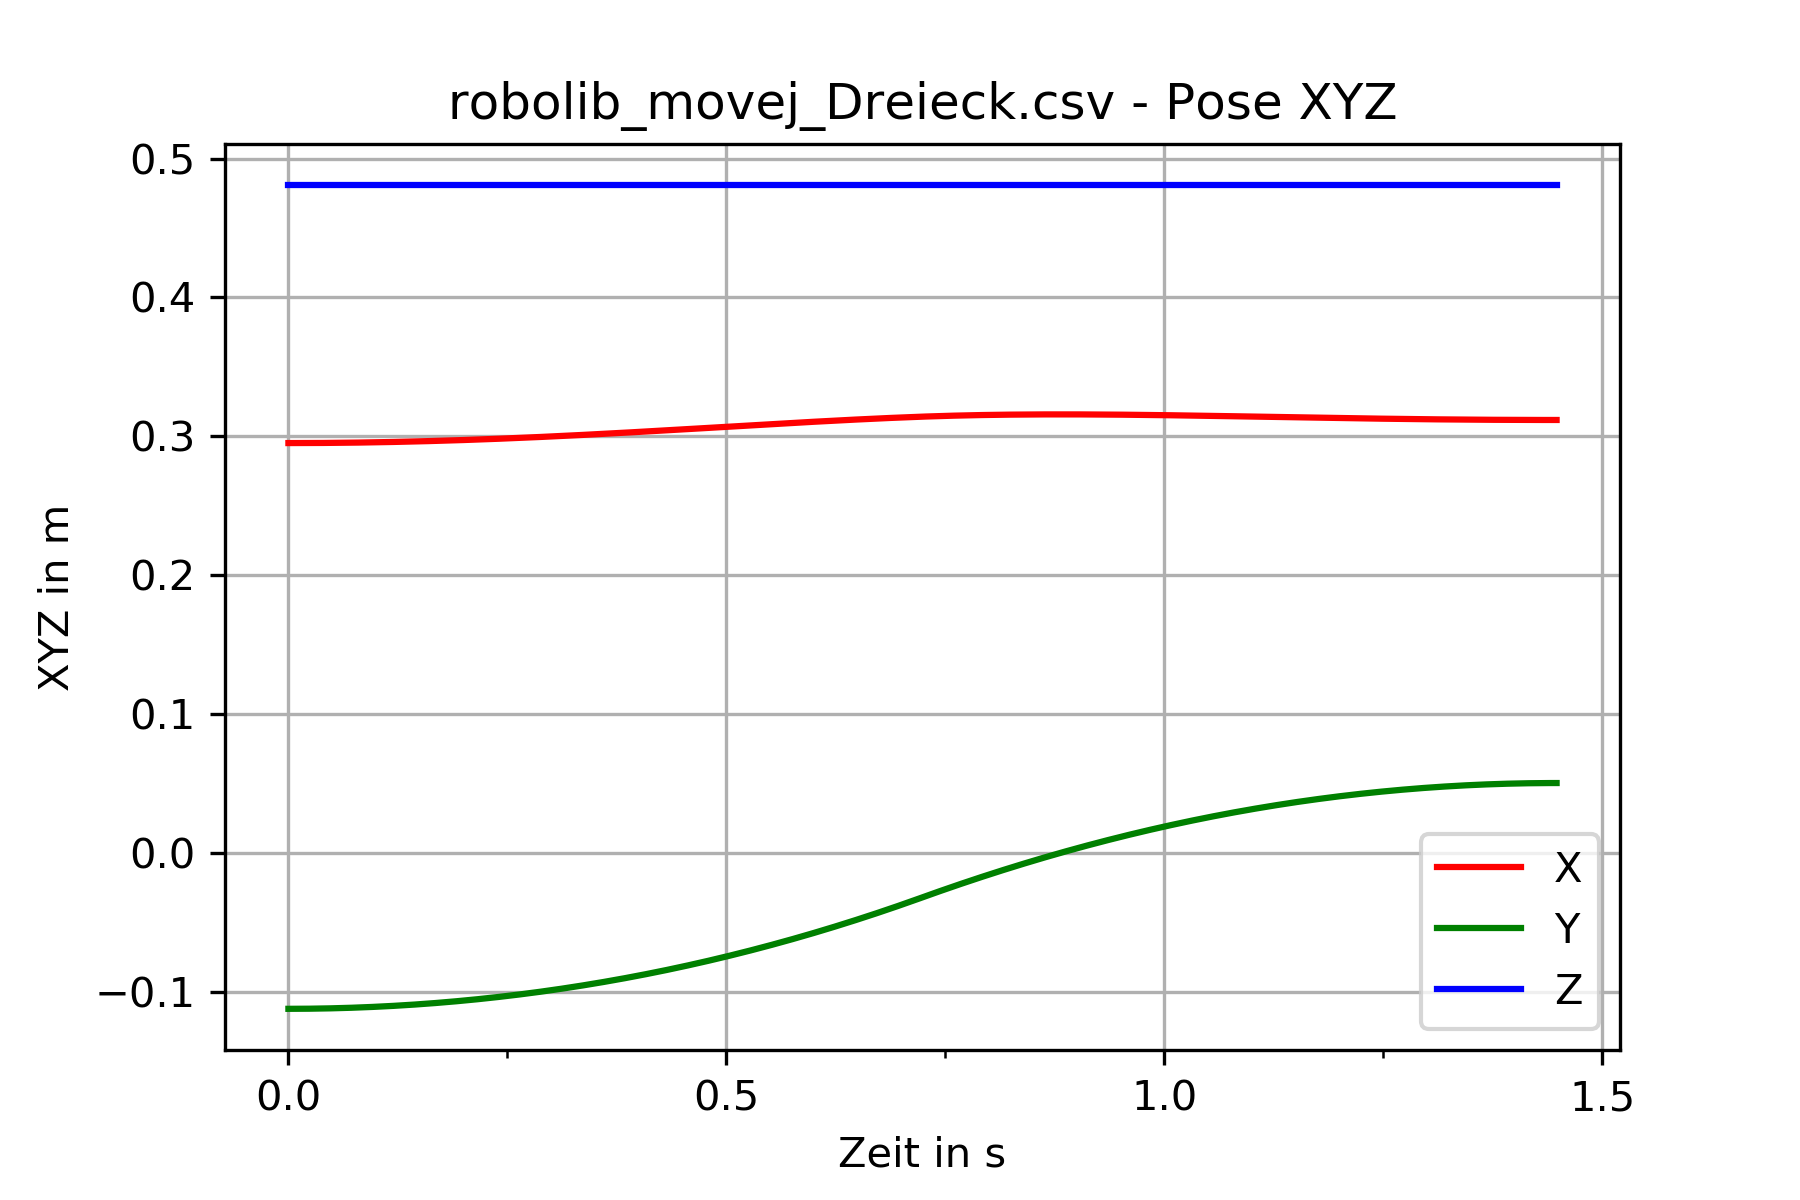 robolib_movej_Dreieck.csv - Pose XYZ
XYZ in m
0.5
0.4
0.3
0.2
0.1
0.0
−0.1
X
Y
Z
0.0 0.5 1.0 1.5
Zeit in s